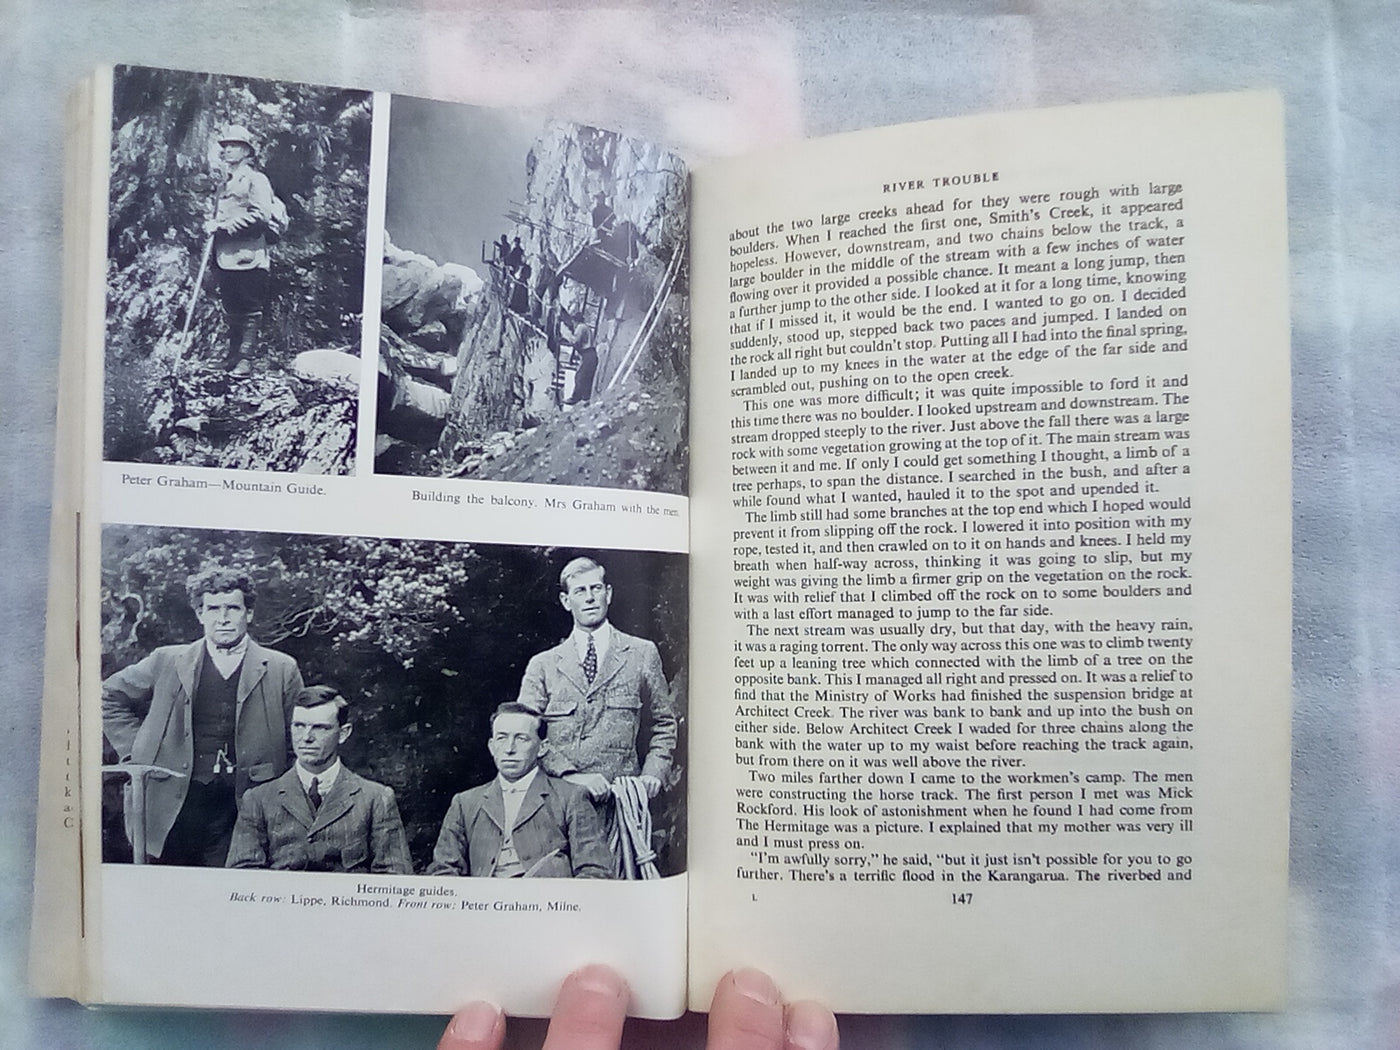 Peter Graham—Mountain Guide.
Building the balcony. Mrs Graham with the men.
Hermitage guides.
Back row: Lippe, Richmond. Front row: Peter Graham, Milne.
RIVER TROUBLE
about the two large creeks ahead for they were rough with large
boulders. When I reached the first one, Smith's Creek, it appeared
hopeless. However, downstream, and two chains below the track, a
large boulder in the middle of the stream with a few inches of water
flowing over it provided a possible chance. It meant a long jump, then
a further jump to the other side. I looked at it for a long time, knowing
that if I missed it, it would be the end. I wanted to go on. I decided
suddenly, stood up, stepped back two paces and jumped. I landed on
the rock all right but couldn't stop. Putting all I had into the final spring,
I landed up to my knees in the water at the edge of the far side and
scrambled out, pushing on to the open creek.
This one was more difficult; it was quite impossible to ford it and
this time there was no boulder. I looked upstream and downstream. The
stream dropped steeply to the river. Just above the fall there was a large
rock with some vegetation growing at the top of it. The main stream was
between it and me. If only I could get something I thought, a limb of a
tree perhaps, to span the distance. I searched in the bush, and after a
while found what I wanted, hauled it to the spot and upended it.
The limb still had some branches at the top end which I hoped would
prevent it from slipping off the rock. I lowered it into position with my
rope, tested it, and then crawled on to it on hands and knees. I held my
breath when half-way across, thinking it was going to slip, but my
weight was giving the limb a firmer grip on the vegetation on the rock.
It was with relief that I climbed off the rock on to some boulders and
with a last effort managed to jump to the far side.
The next stream was usually dry, but that day, with the heavy rain,
it was a raging torrent. The only way across this one was to climb twenty
feet up a leaning tree which connected with the limb of a tree on the
opposite bank. This I managed all right and pressed on. It was a relief to
find that the Ministry of Works had finished the suspension bridge at
Architect Creek. The river was bank to bank and up into the bush on
either side. Below Architect Creek I waded for three chains along the
bank with the water up to my waist before reaching the track again,
but from there on it was well above the river.
Two miles farther down I came to the workmen's camp. The men
were constructing the horse track. The first person I met was Mick
Rockford. His look of astonishment when he found I had come from
The Hermitage was a picture. I explained that my mother was very ill
and I must press on.
"I'm awfully sorry," he said, "but it just isn't possible for you to go
further. There's a terrific flood in the Karangarua. The riverbed and
L
147